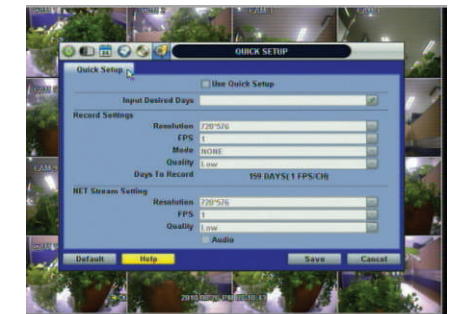 QUICK SETUP
Quick Setup
Use Quick Setup
Input Desired Days
Record Settings
Resolution 720*576
FPS 1
Mode NONE
Quality Low
Days To Record 159 DAYS( 1 FPS/CH)
NET Stream Setting
Resolution 720*576
FPS 1
Quality Low
Audio
Default Help Save Cancel